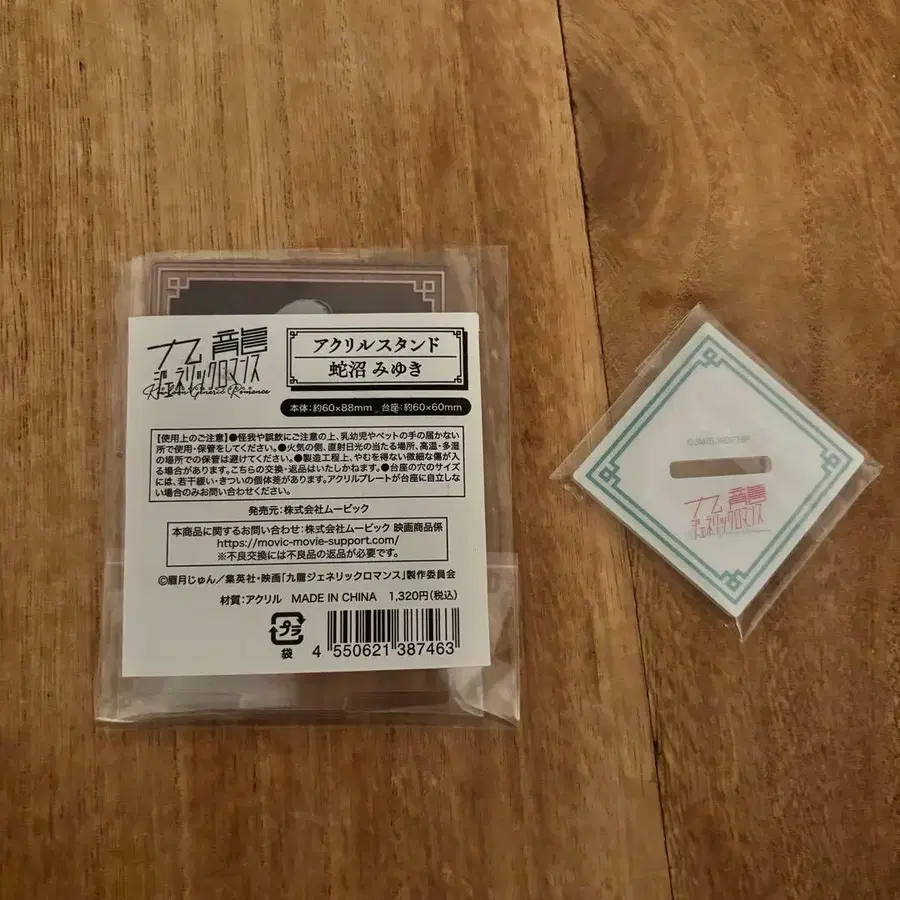 九龍
ジェネリックロマンス
Kowloon Generic Romance
アクリルスタンド
蛇沼 みゆき
本体:約60×88mm 台座:約60×60mm
【使用上のご注意】●怪我や誤飲にご注意の上、乳幼児やペットの手の届かない
所で使用・保管をしてください。●火気の側、直射日光の当たる場所、高温・多湿
の場所での保管は避けてください。●製造工程上、やむを得ない微細な傷が入
る場合があります。こちらの交換・返品はいたしかねます。●台座の穴のサイズ
には、若干緩い・きついの個体差があります。アクリルプレートが台座に自立しな
い場合のみお問い合わせください。
発売元:株式会社ムービック
本商品に関するお問い合わせ:株式会社ムービック 映画商品係
https://movic-movie-support.com/
※不良交換には不良品の返品が必要です。
©眉月じゅん/集英社・映画「九龍ジェネリックロマンス」製作委員会
材質:アクリル MADE IN CHINA 1,320円(税込)
プラ
袋
4 550621 387463
九龍
ジェネリックロマンス